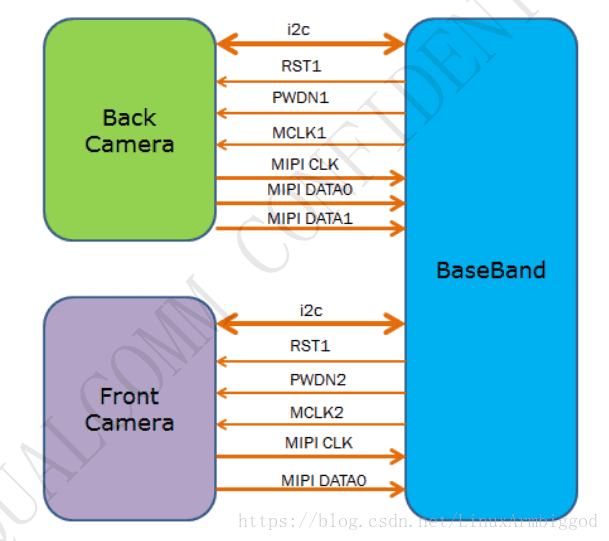 i2c
RST1
PWDN1
MCLK1
MIPI CLK
MIPI DATA0
MIPI DATA1
Back
Camera
BaseBand
i2c
RST1
PWDN2
MCLK2
MIPI CLK
MIPI DATA0
Front
Camera
QUALCOMM CONFIDENT
https://blog.csdn.net/LinuxArmbiggod